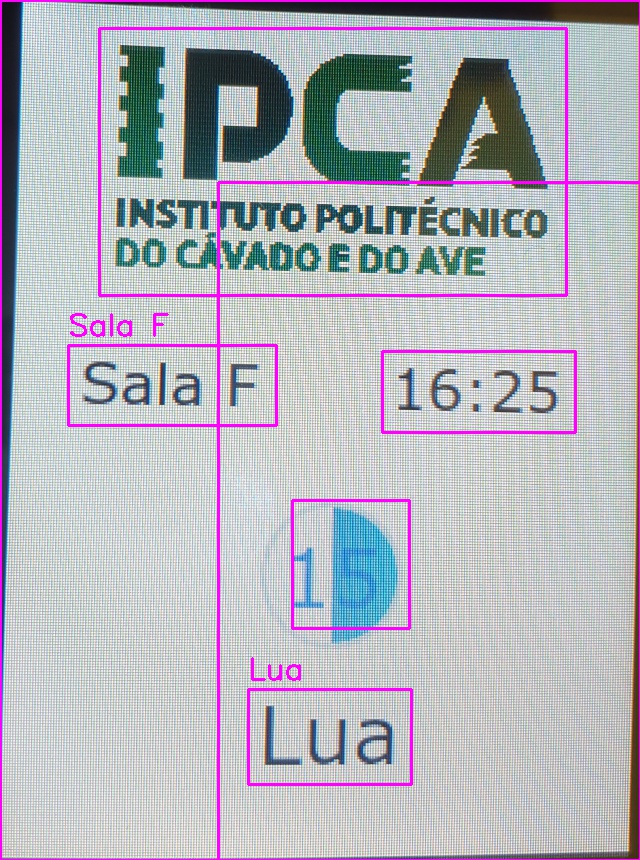 IPCA
INSTITUTO POLITÉCNICO
DO CÁVADO E DO AVE
Sala F
Sala F
16:25
15
Lua
Lua